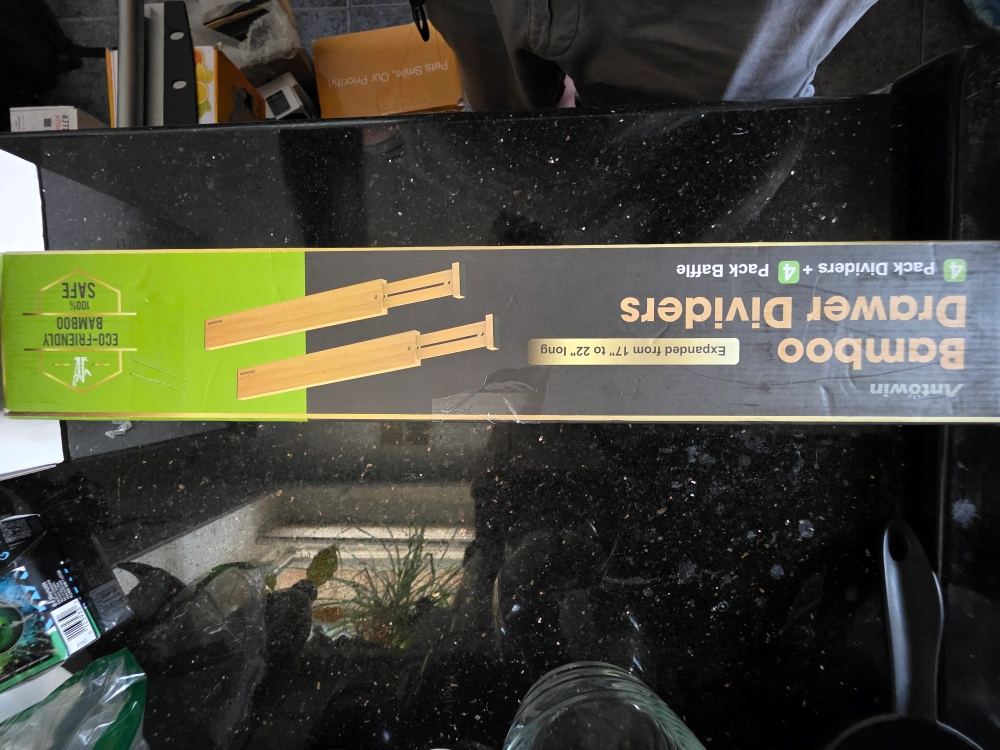 Antöwin
Bamboo
Drawer Dividers
Expanded from 17" to 22" long
4 Pack Dividers + 4 Pack Baffle
ECO-FRIENDLY
BAMBOO
100%
SAFE
Pets Smile, Our Priority!